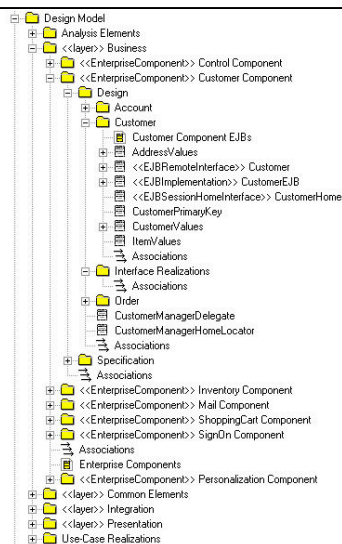 Design Model
Analysis Elements
<<layer>> Business
<<EnterpriseComponent>> Control Component
<<EnterpriseComponent>> Customer Component
Design
Account
Customer
Customer Component EJBs
AddressValues
<<EJBRemoteInterface>> Customer
<<EJBImplementation>> CustomerEJB
<<EJBSessionHomeInterface>> CustomerHome
CustomerPrimaryKey
CustomerValues
ItemValues
Associations
Interface Realizations
Associations
Order
CustomerManagerDelegate
CustomerManagerHomeLocator
Associations
Specification
Associations
<<EnterpriseComponent>> Inventory Component
<<EnterpriseComponent>> Mail Component
<<EnterpriseComponent>> ShoppingCart Component
<<EnterpriseComponent>> SignOn Component
Associations
Enterprise Components
<<EnterpriseComponent>> Personalization Component
<<layer>> Common Elements
<<layer>> Integration
<<layer>> Presentation
Use-Case Realizations